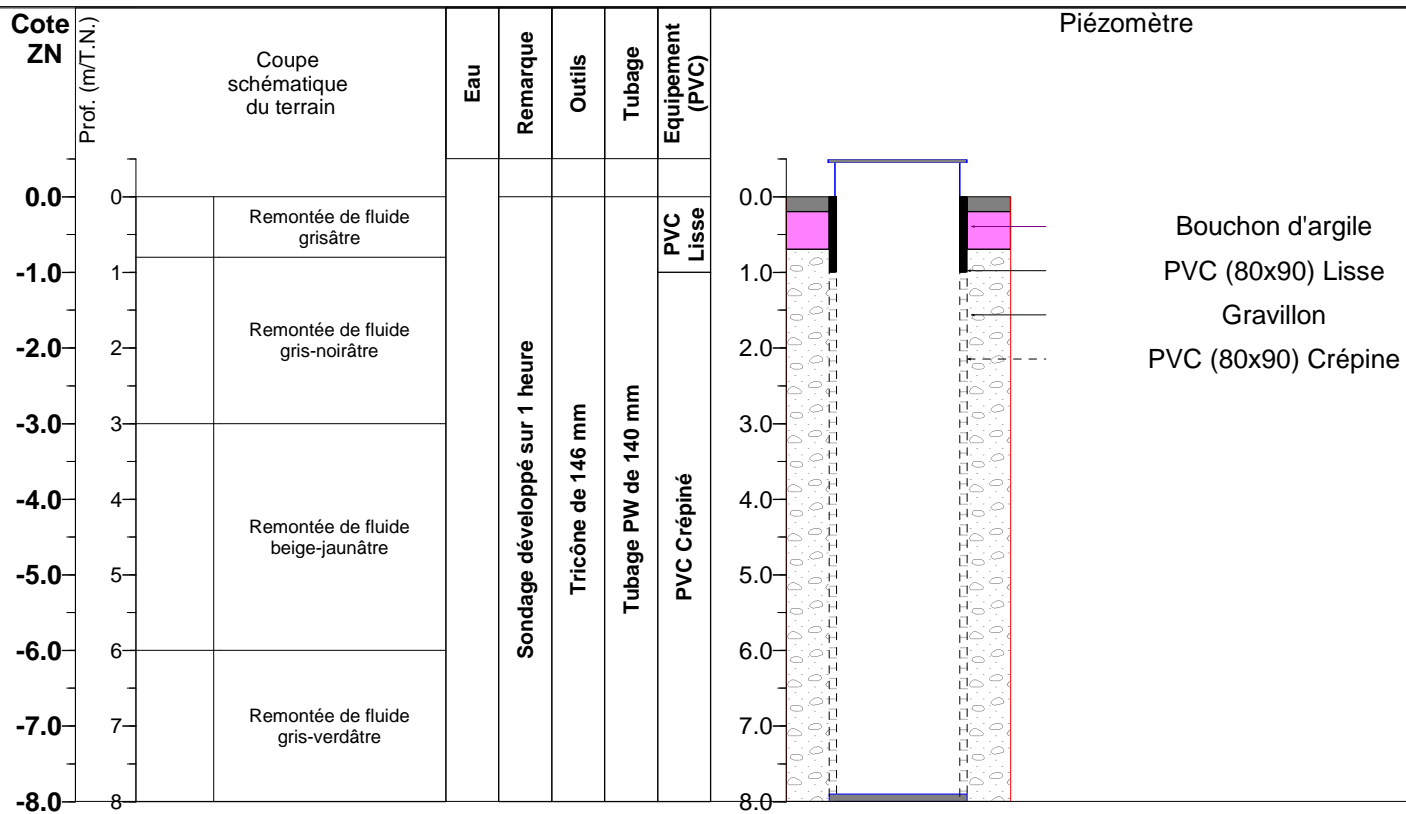 Cote
ZN
Prof. (m/T.N.)
Coupe
schématique
du terrain
Eau
Remarque
Outils
Tubage
Equipement
(PVC)
Piézomètre
0.0
-1.0
-2.0
-3.0
-4.0
-5.0
-6.0
-7.0
-8.0
0
1
2
3
4
5
6
7
8
Remontée de fluide
grisâtre
Remontée de fluide
gris-noirâtre
Remontée de fluide
beige-jaunâtre
Remontée de fluide
gris-verdâtre
Sondage développé sur 1 heure
Tricône de 146 mm
Tubage PW de 140 mm
PVC
Lisse
PVC Crépiné
0.0
1.0
2.0
3.0
4.0
5.0
6.0
7.0
8.0
Bouchon d'argile
PVC (80x90) Lisse
Gravillon
PVC (80x90) Crépine